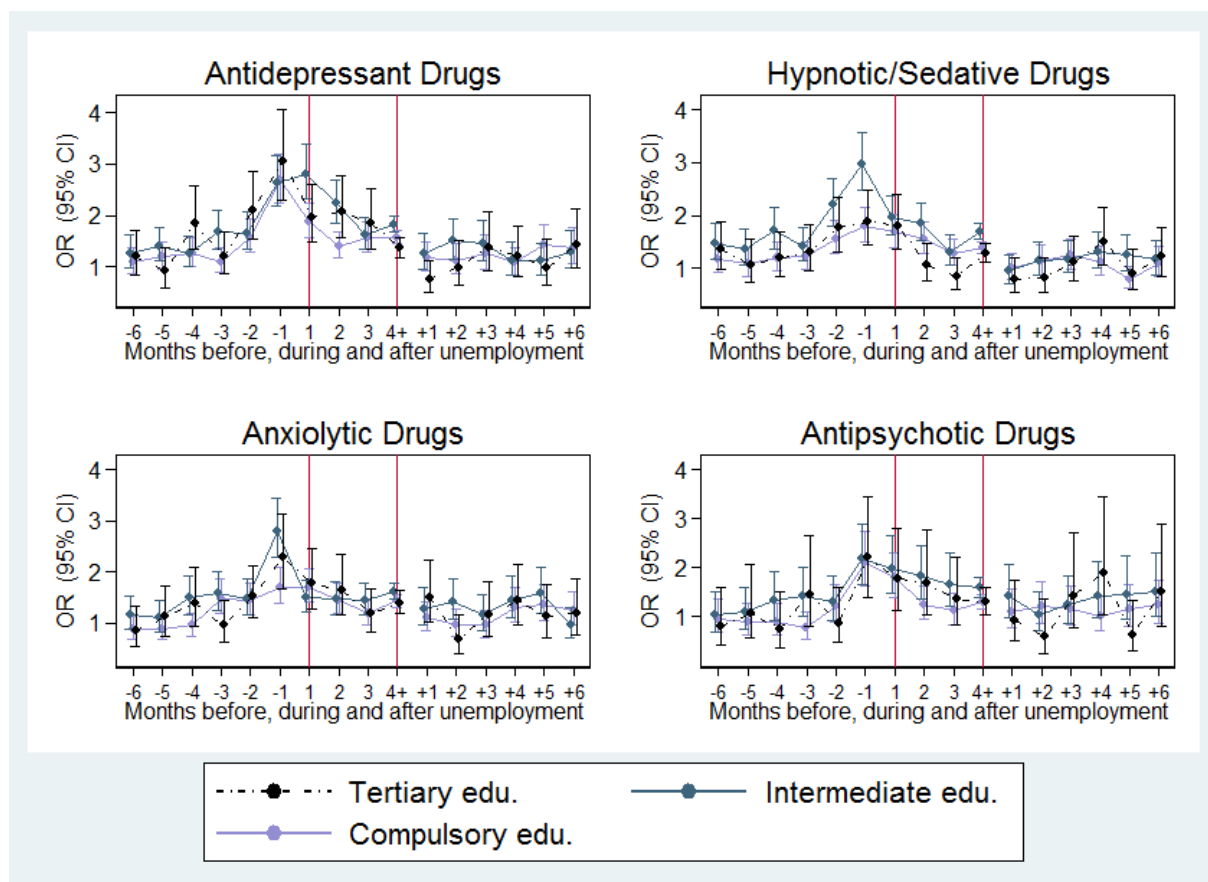 Antidepressant Drugs
OR (95% CI)
4
3
2
1
-6 -5 -4 -3 -2 -1 1 2 3 4+ +1 +2 +3 +4 +5 +6
Months before, during and after unemployment
Hypnotic/Sedative Drugs
OR (95% CI)
4
3
2
1
-6 -5 -4 -3 -2 -1 1 2 3 4+ +1 +2 +3 +4 +5 +6
Months before, during and after unemployment
Anxiolytic Drugs
OR (95% CI)
4
3
2
1
-6 -5 -4 -3 -2 -1 1 2 3 4+ +1 +2 +3 +4 +5 +6
Months before, during and after unemployment
Antipsychotic Drugs
OR (95% CI)
4
3
2
1
-6 -5 -4 -3 -2 -1 1 2 3 4+ +1 +2 +3 +4 +5 +6
Months before, during and after unemployment
Tertiary edu.
Intermediate edu.
Compulsory edu.